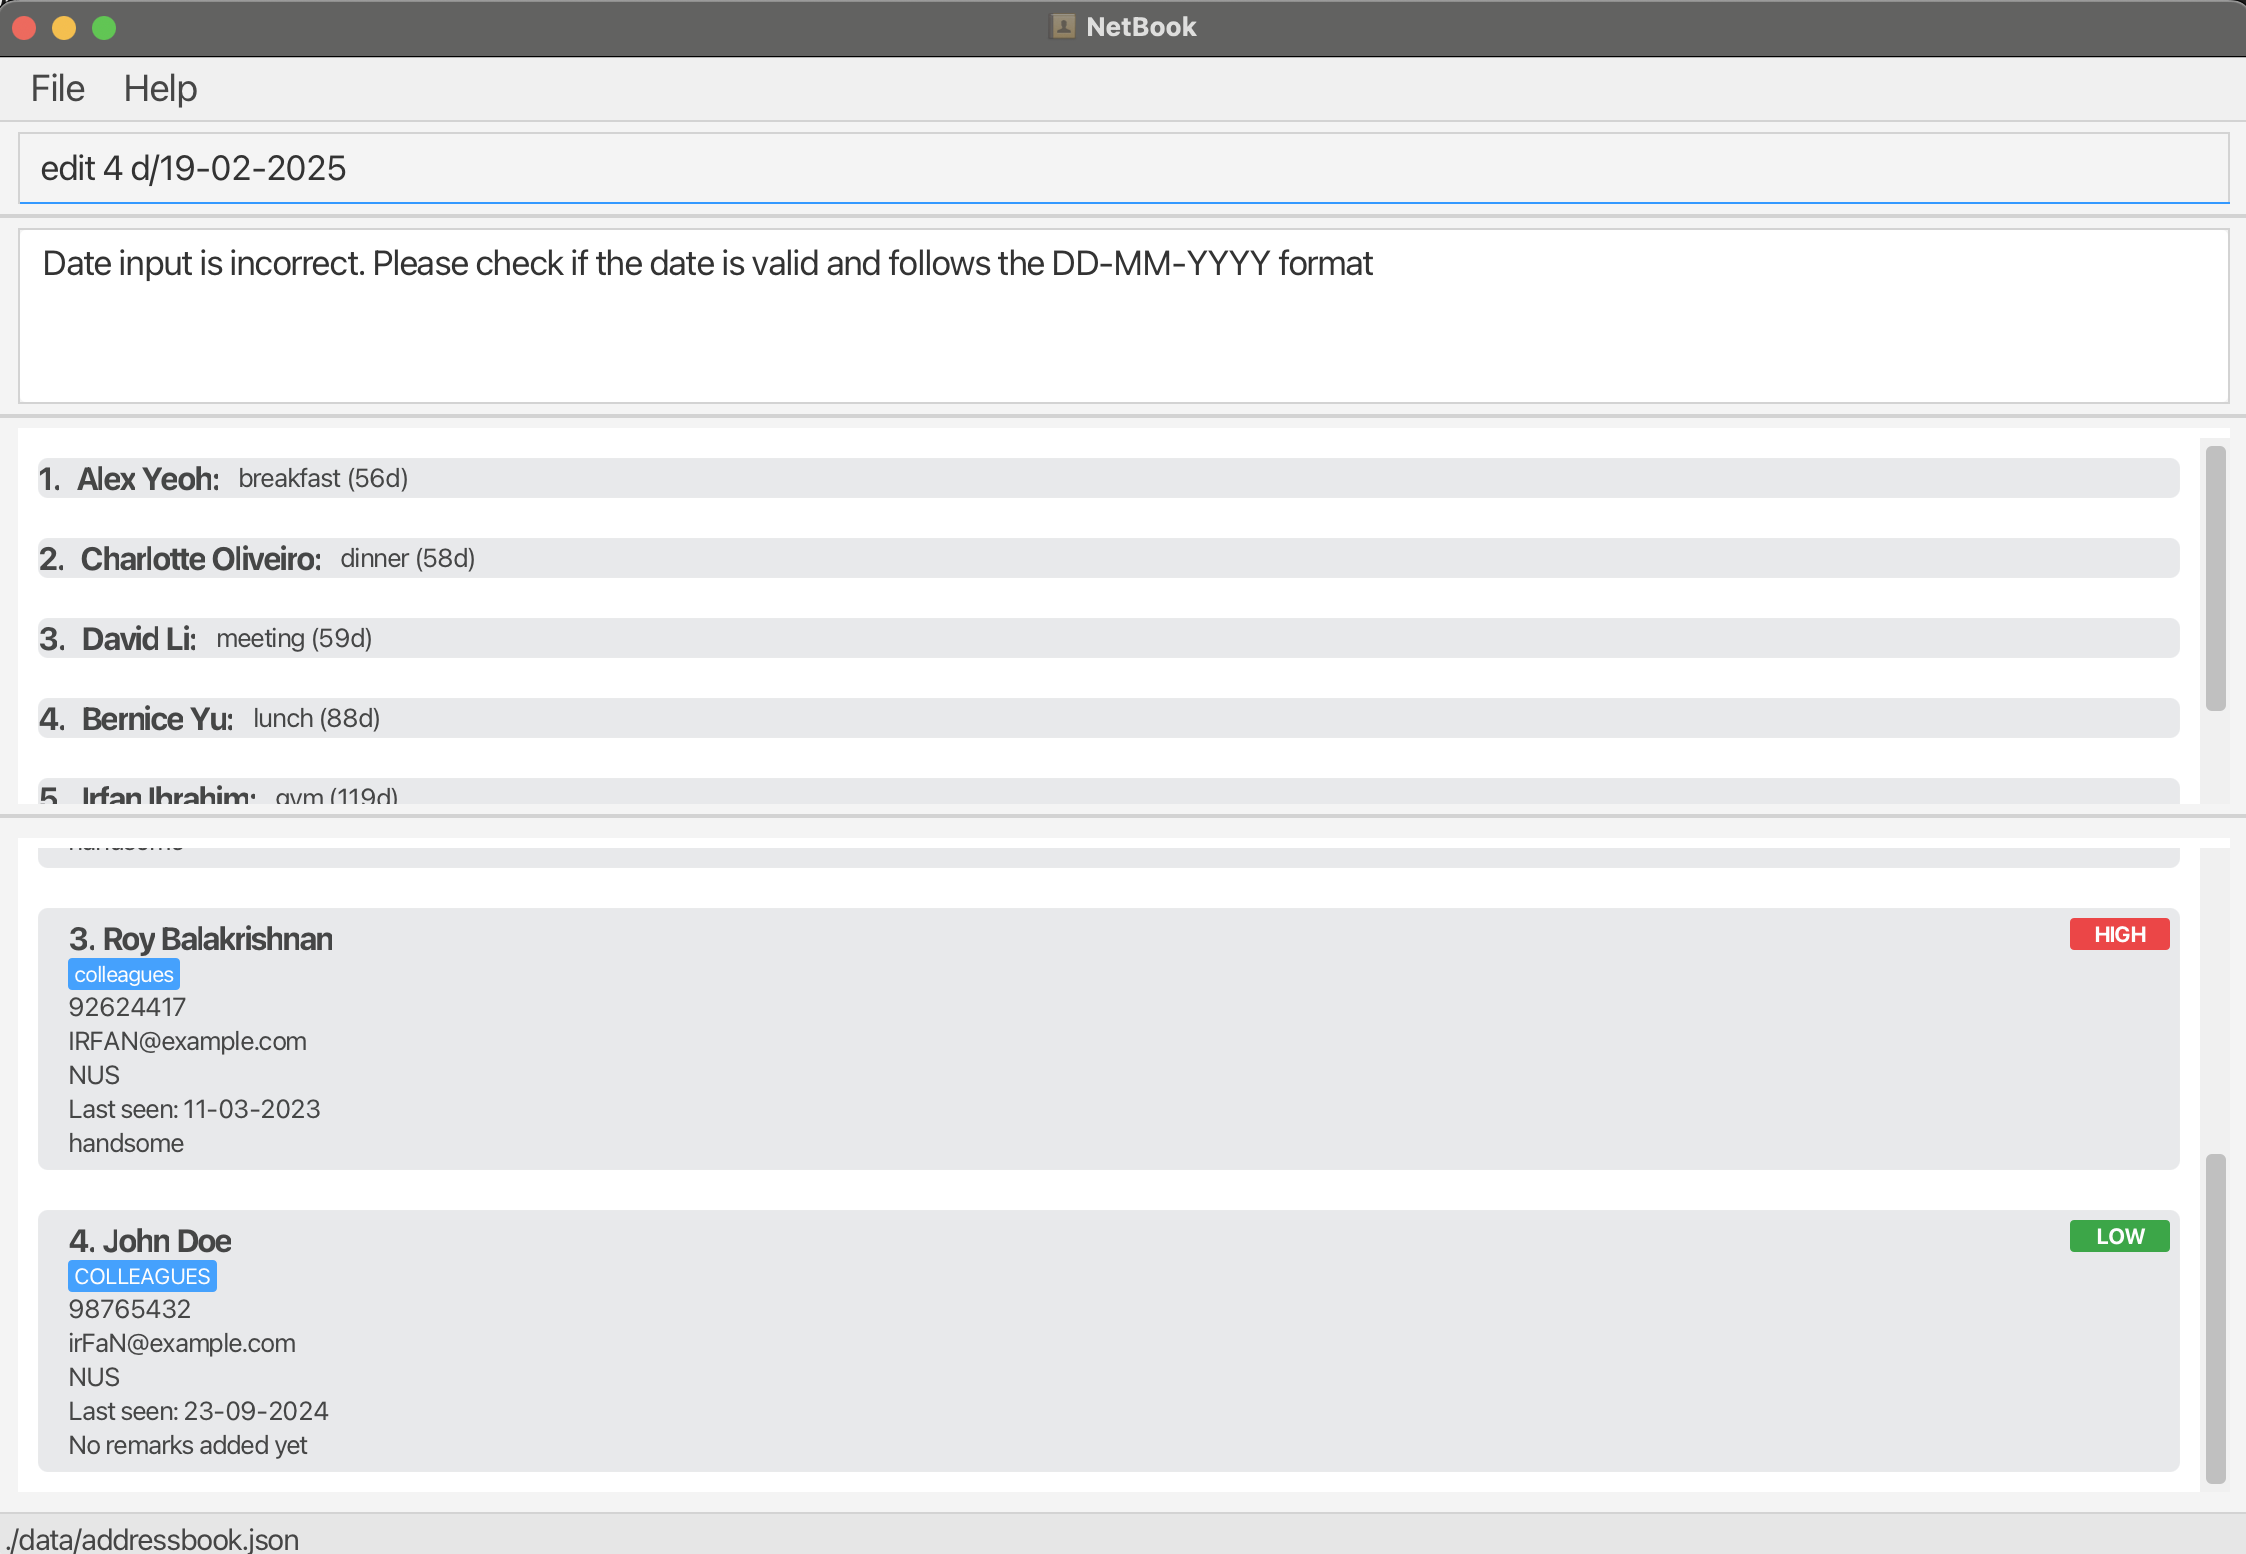 NetBook
File Help
edit 4 d/19-02-2025
Date input is incorrect. Please check if the date is valid and follows the DD-MM-YYYY format
1. Alex Yeoh: breakfast (56d)
2. Charlotte Oliveiro: dinner (58d)
3. David Li: meeting (59d)
4. Bernice Yu: lunch (88d)
5. Irfan Ibrahim: gym (119d)
handsome
3. Roy Balakrishnan
HIGH
colleagues
92624417
IRFAN@example.com
NUS
Last seen: 11-03-2023
handsome
4. John Doe
LOW
COLLEAGUES
98765432
irFaN@example.com
NUS
Last seen: 23-09-2024
No remarks added yet
./data/addressbook.json